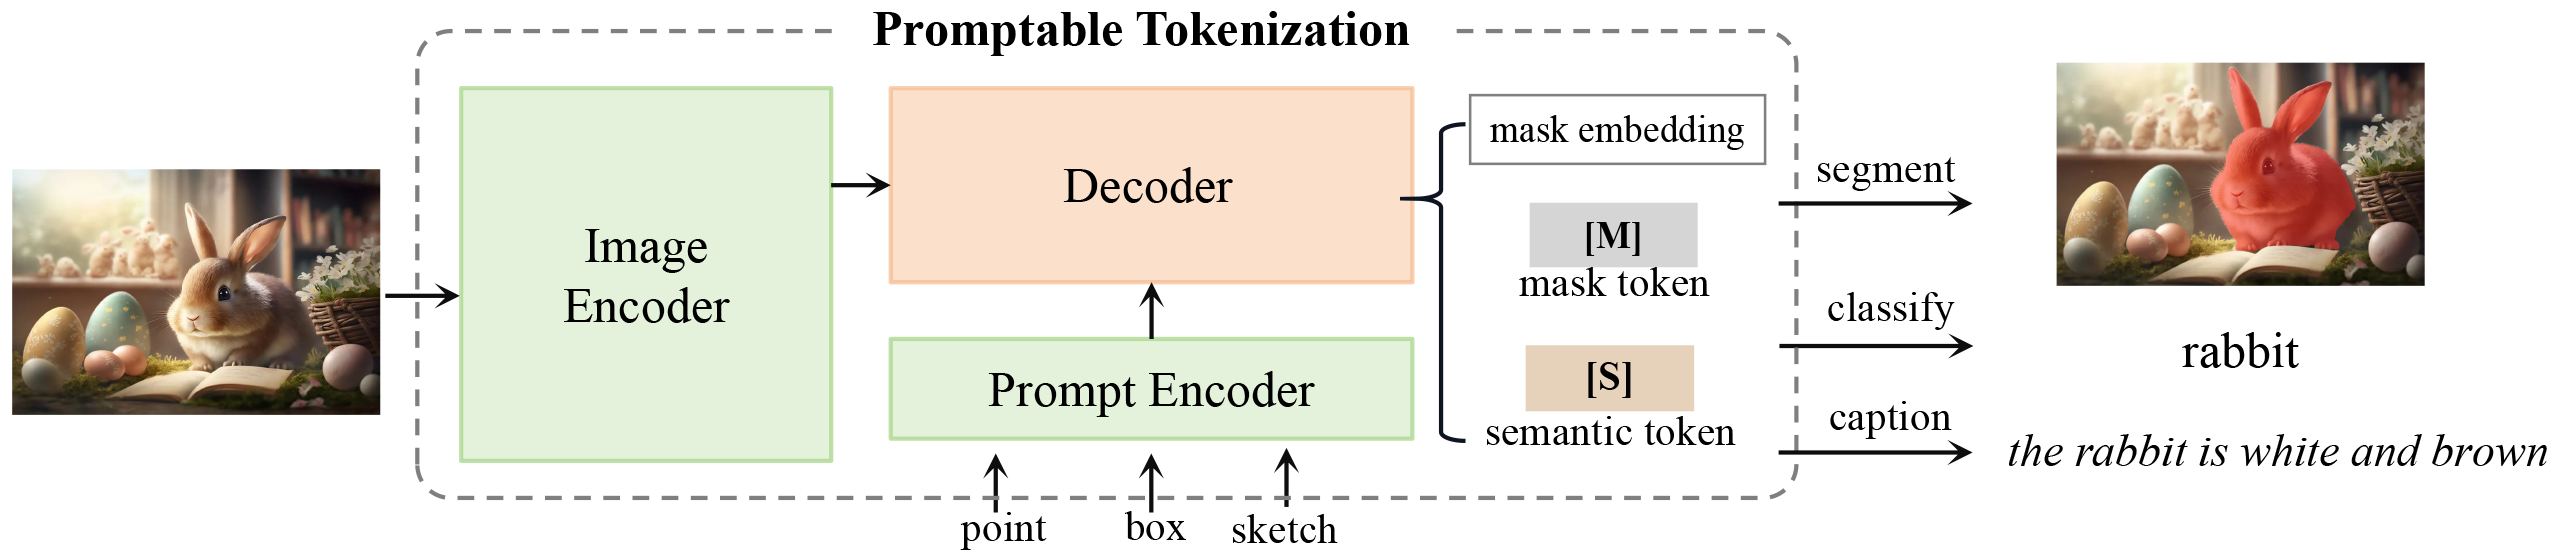 Promptable Tokenization
Image
Encoder
Decoder
Prompt Encoder
point
box
sketch
mask embedding
[M]
mask token
[S]
semantic token
segment
classify
rabbit
caption
the rabbit is white and brown